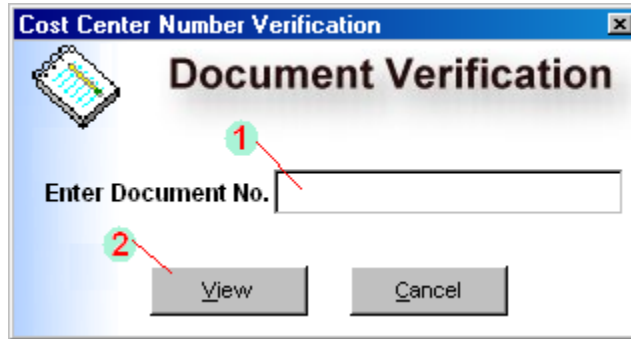 Cost Center Number Verification
Document Verification
1
Enter Document No.
2
View
Cancel